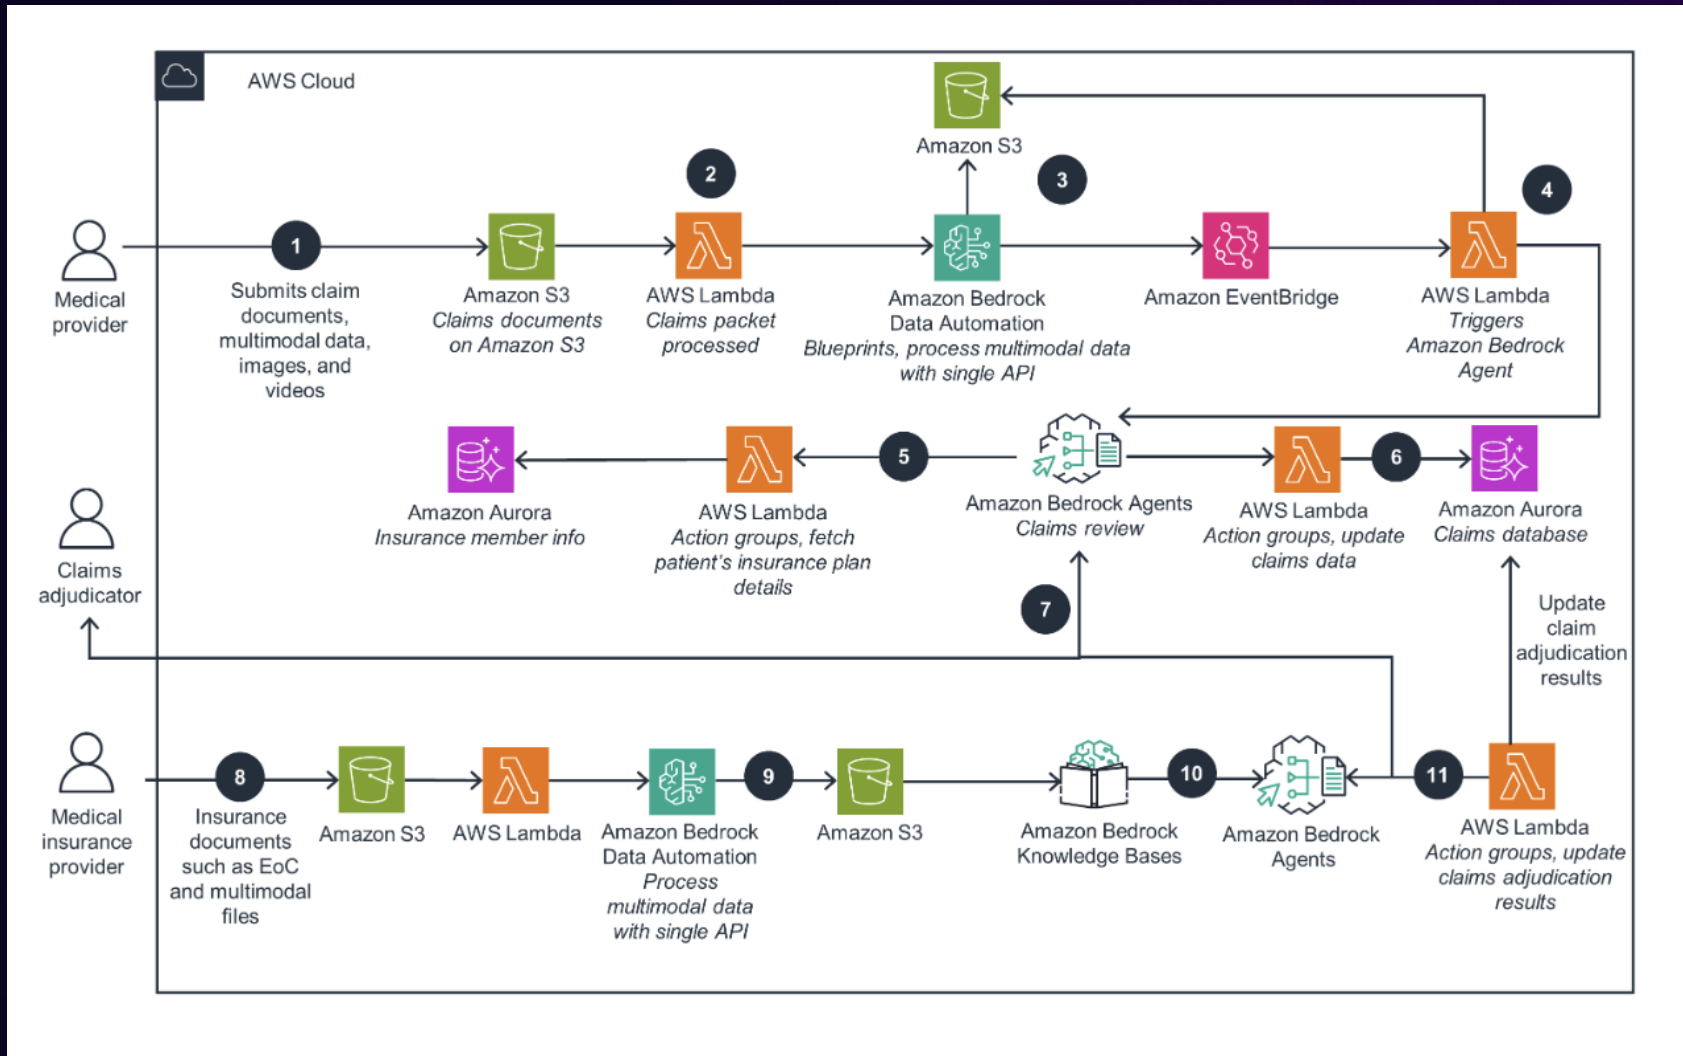 AWS Cloud
Amazon S3
2
3
4
1
Medical
provider
Submits claim
documents,
multimodal data,
images, and
videos
Amazon S3
Claims documents
on Amazon S3
AWS Lambda
Claims packet
processed
Amazon Bedrock
Data Automation
Blueprints, process multimodal data
with single API
Amazon EventBridge
AWS Lambda
Triggers
Amazon Bedrock
Agent
5
6
Amazon Aurora
Insurance member info
AWS Lambda
Action groups, fetch
patient's insurance plan
details
Amazon Bedrock Agents
Claims review
AWS Lambda
Action groups, update
claims data
Amazon Aurora
Claims database
Claims
adjudicator
7
Update
claim
adjudication
results
8
9
10
11
Medical
insurance
provider
Insurance
documents
such as EoC
and multimodal
files
Amazon S3
AWS Lambda
Amazon Bedrock
Data Automation
Process
multimodal data
with single API
Amazon S3
Amazon Bedrock
Knowledge Bases
Amazon Bedrock
Agents
AWS Lambda
Action groups, update
claims adjudication
results